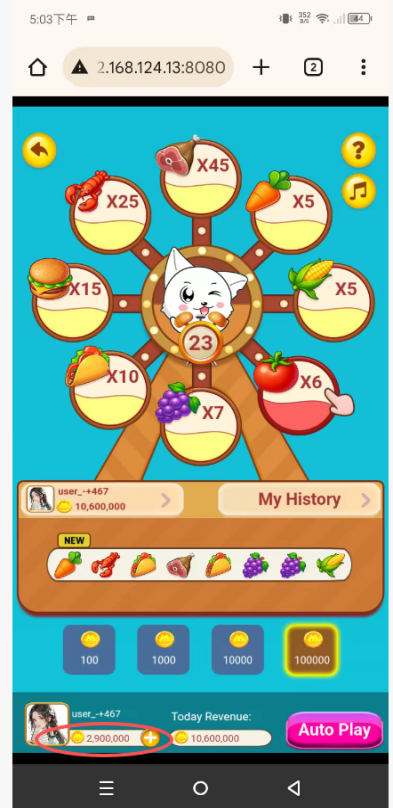 5:03下午
352
B/s
44
2.168.124.13:8080
2
X45
?
X25
X5
X15
X5
23
X10
X6
X7
user_-+467
10,600,000
My History
NEW
100
1000
10000
100000
user_-+467
Today Revenue:
Auto Play
2,900,000
10,600,000